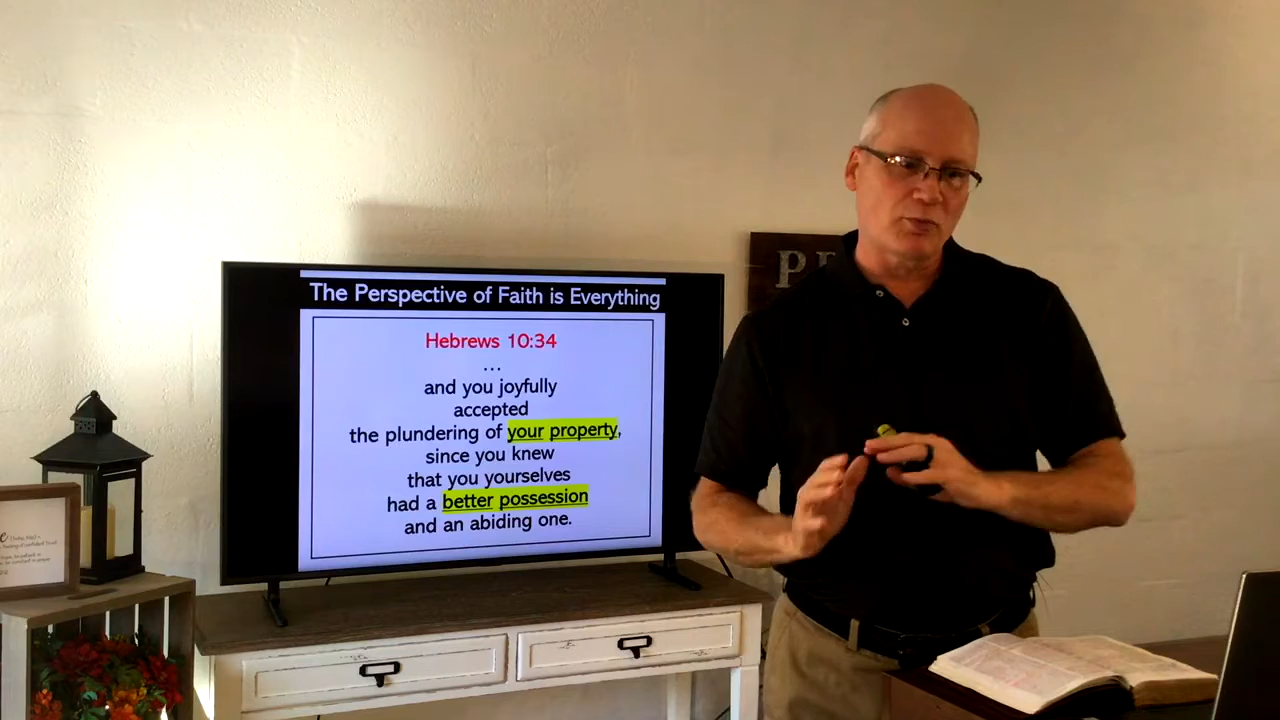 The Perspective of Faith is Everything
Hebrews 10:34
...
and you joyfully
accepted
the plundering of your property,
since you knew
that you yourselves
had a better possession
and an abiding one.